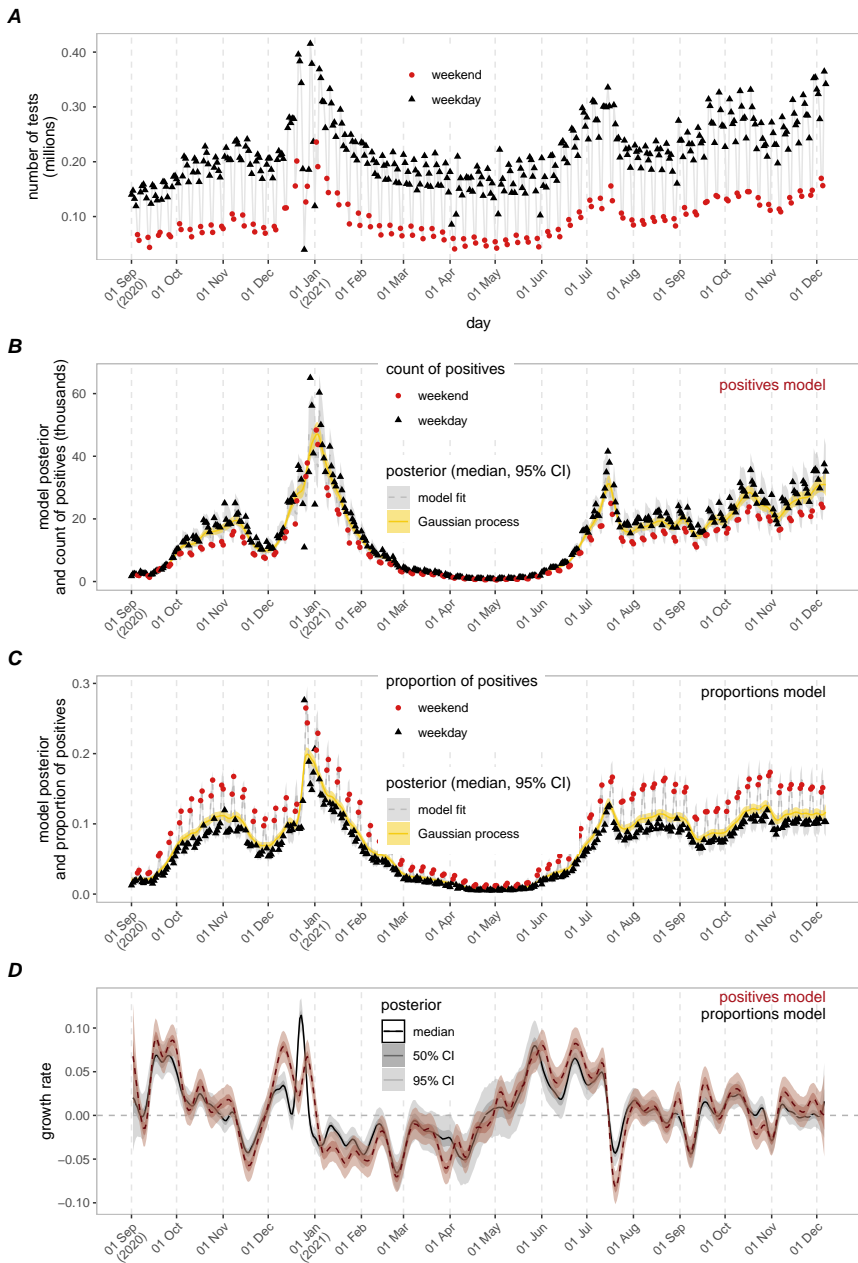 A
number of tests
(millions)
0.40
0.30
0.20
0.10
weekend
weekday
01 Sep
(2020)
01 Oct
01 Nov
01 Dec
01 Jan
(2021)
01 Feb
01 Mar
01 Apr
01 May
01 Jun
01 Jul
01 Aug
01 Sep
01 Oct
01 Nov
01 Dec
day
B
model posterior
and count of positives (thousands)
60
40
20
0
count of positives
weekend
weekday
posterior (median, 95% CI)
model fit
Gaussian process
positives model
01 Sep
(2020)
01 Oct
01 Nov
01 Dec
01 Jan
(2021)
01 Feb
01 Mar
01 Apr
01 May
01 Jun
01 Jul
01 Aug
01 Sep
01 Oct
01 Nov
01 Dec
C
model posterior
and proportion of positives
0.3
0.2
0.1
0.0
proportion of positives
weekend
weekday
posterior (median, 95% CI)
model fit
Gaussian process
proportions model
01 Sep
(2020)
01 Oct
01 Nov
01 Dec
01 Jan
(2021)
01 Feb
01 Mar
01 Apr
01 May
01 Jun
01 Jul
01 Aug
01 Sep
01 Oct
01 Nov
01 Dec
D
growth rate
0.10
0.05
0.00
−0.05
−0.10
posterior
median
50% CI
95% CI
positives model
proportions model
01 Sep
(2020)
01 Oct
01 Nov
01 Dec
01 Jan
(2021)
01 Feb
01 Mar
01 Apr
01 May
01 Jun
01 Jul
01 Aug
01 Sep
01 Oct
01 Nov
01 Dec